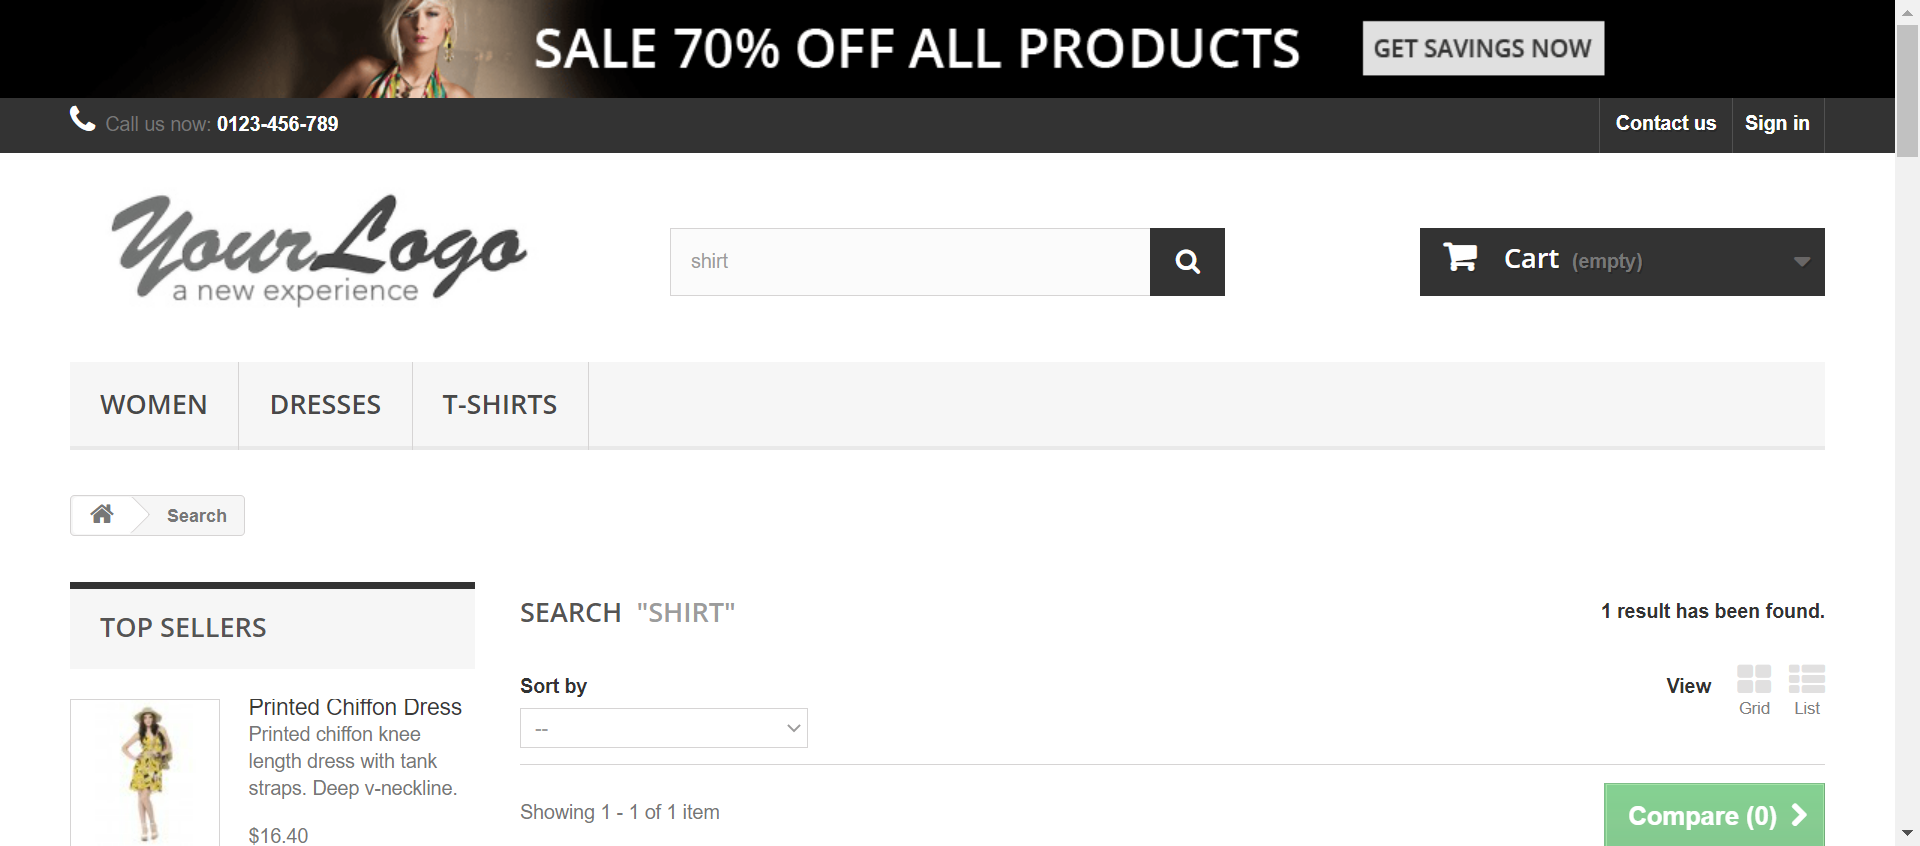 SALE 70% OFF ALL PRODUCTS
GET SAVINGS NOW
Call us now: 0123-456-789
Contact us
Sign in
YourLogo
a new experience
shirt
Cart (empty)
WOMEN
DRESSES
T-SHIRTS
Search
TOP SELLERS
Printed Chiffon Dress
Printed chiffon knee
length dress with tank
straps. Deep v-neckline.
$16.40
SEARCH "SHIRT"
1 result has been found.
Sort by
--
View
Grid
List
Showing 1 - 1 of 1 item
Compare (0)